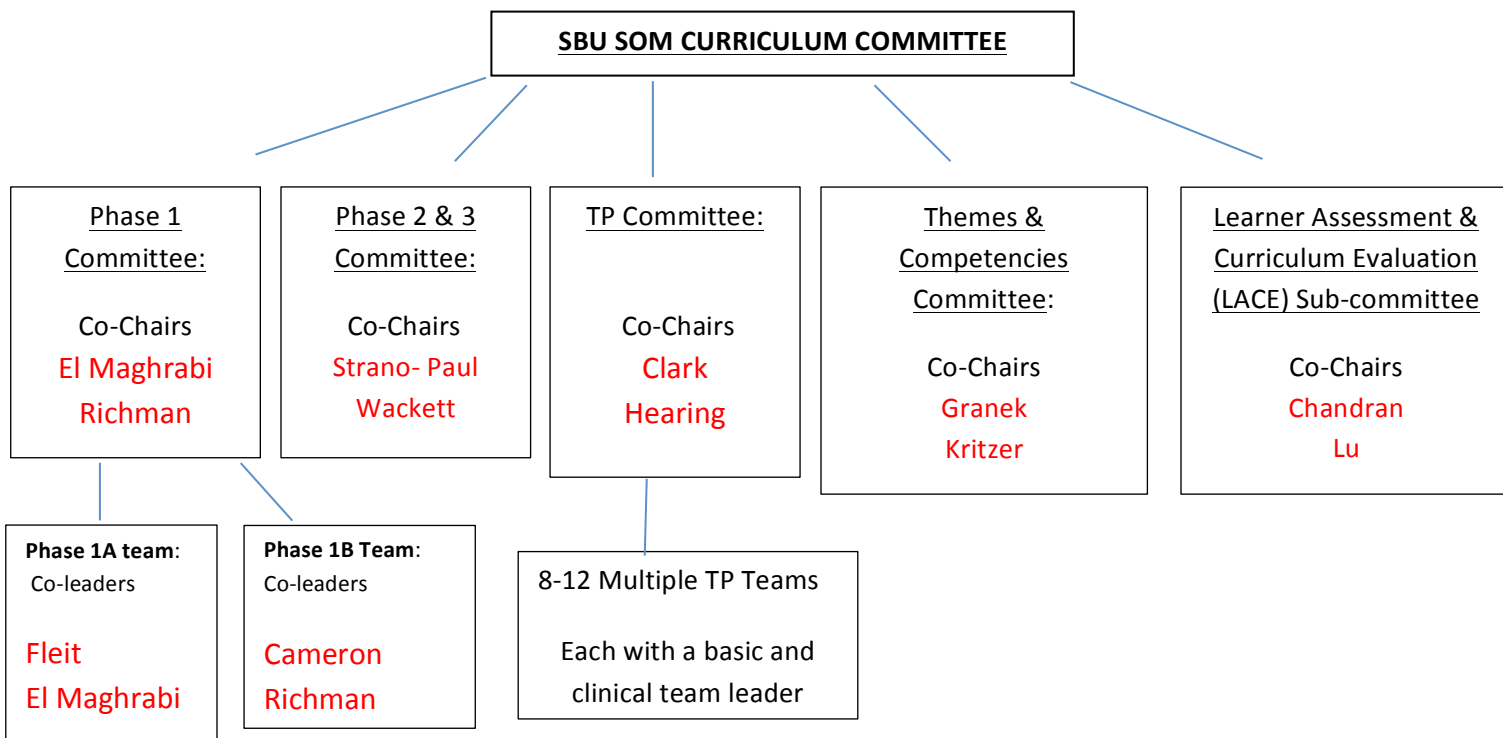 SBU SOM CURRICULUM COMMITTEE
Phase 1
Committee:
Co-Chairs
El Maghrabi
Richman
Phase 2 & 3
Committee:
Co-Chairs
Strano- Paul
Wackett
TP Committee:
Co-Chairs
Clark
Hearing
Themes &
Competencies
Committee:
Co-Chairs
Granek
Kritzer
Learner Assessment &
Curriculum Evaluation
(LACE) Sub-committee
Co-Chairs
Chandran
Lu
Phase 1A team:
Co-leaders
Fleit
El Maghrabi
Phase 1B Team:
Co-leaders
Cameron
Richman
8-12 Multiple TP Teams
Each with a basic and
clinical team leader